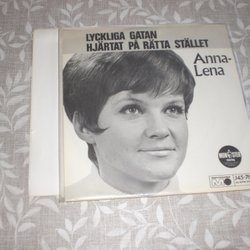 LYCKLIGA GATAN
HJÄRTAT PÅ RÄTTA STÄLLET
Anna-
Lena